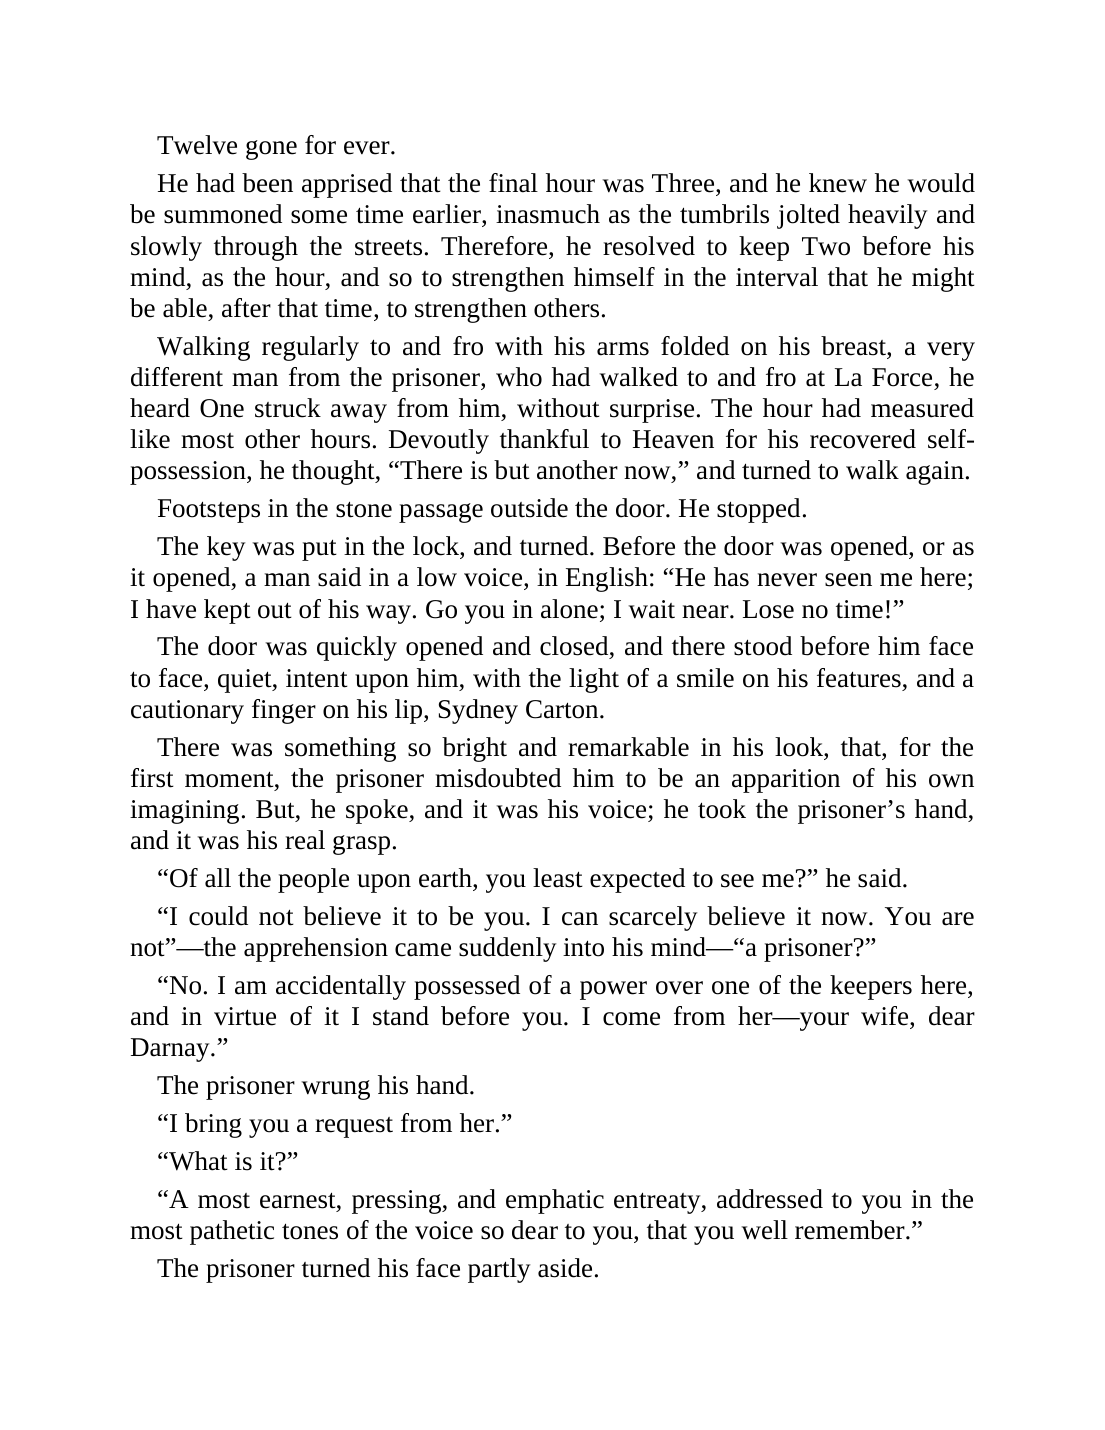 Twelve gone for ever.
He had been apprised that the final hour was Three, and he knew he would
be summoned some time earlier, inasmuch as the tumbrils jolted heavily and
slowly through the streets. Therefore, he resolved to keep Two before his
mind, as the hour, and so to strengthen himself in the interval that he might
be able, after that time, to strengthen others.
Walking regularly to and fro with his arms folded on his breast, a very
different man from the prisoner, who had walked to and fro at La Force, he
heard One struck away from him, without surprise. The hour had measured
like most other hours. Devoutly thankful to Heaven for his recovered self-
possession, he thought, “There is but another now,” and turned to walk again.
Footsteps in the stone passage outside the door. He stopped.
The key was put in the lock, and turned. Before the door was opened, or as
it opened, a man said in a low voice, in English: “He has never seen me here;
I have kept out of his way. Go you in alone; I wait near. Lose no time!”
The door was quickly opened and closed, and there stood before him face
to face, quiet, intent upon him, with the light of a smile on his features, and a
cautionary finger on his lip, Sydney Carton.
There was something so bright and remarkable in his look, that, for the
first moment, the prisoner misdoubted him to be an apparition of his own
imagining. But, he spoke, and it was his voice; he took the prisoner’s hand,
and it was his real grasp.
“Of all the people upon earth, you least expected to see me?” he said.
“I could not believe it to be you. I can scarcely believe it now. You are
not”—the apprehension came suddenly into his mind—“a prisoner?”
“No. I am accidentally possessed of a power over one of the keepers here,
and in virtue of it I stand before you. I come from her—your wife, dear
Darnay.”
The prisoner wrung his hand.
“I bring you a request from her.”
“What is it?”
“A most earnest, pressing, and emphatic entreaty, addressed to you in the
most pathetic tones of the voice so dear to you, that you well remember.”
The prisoner turned his face partly aside.